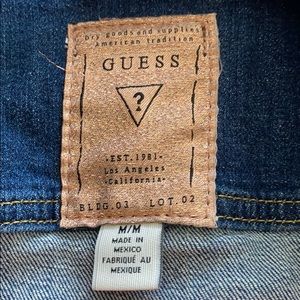 Dry goods and supplies
American tradition
GUESS
?
·EST. 1981·
Los Angeles
·California·
BLDG.03 LOT.02
M/M
MADE IN
MEXICO
FABRIQUÉ AU
MEXIQUE